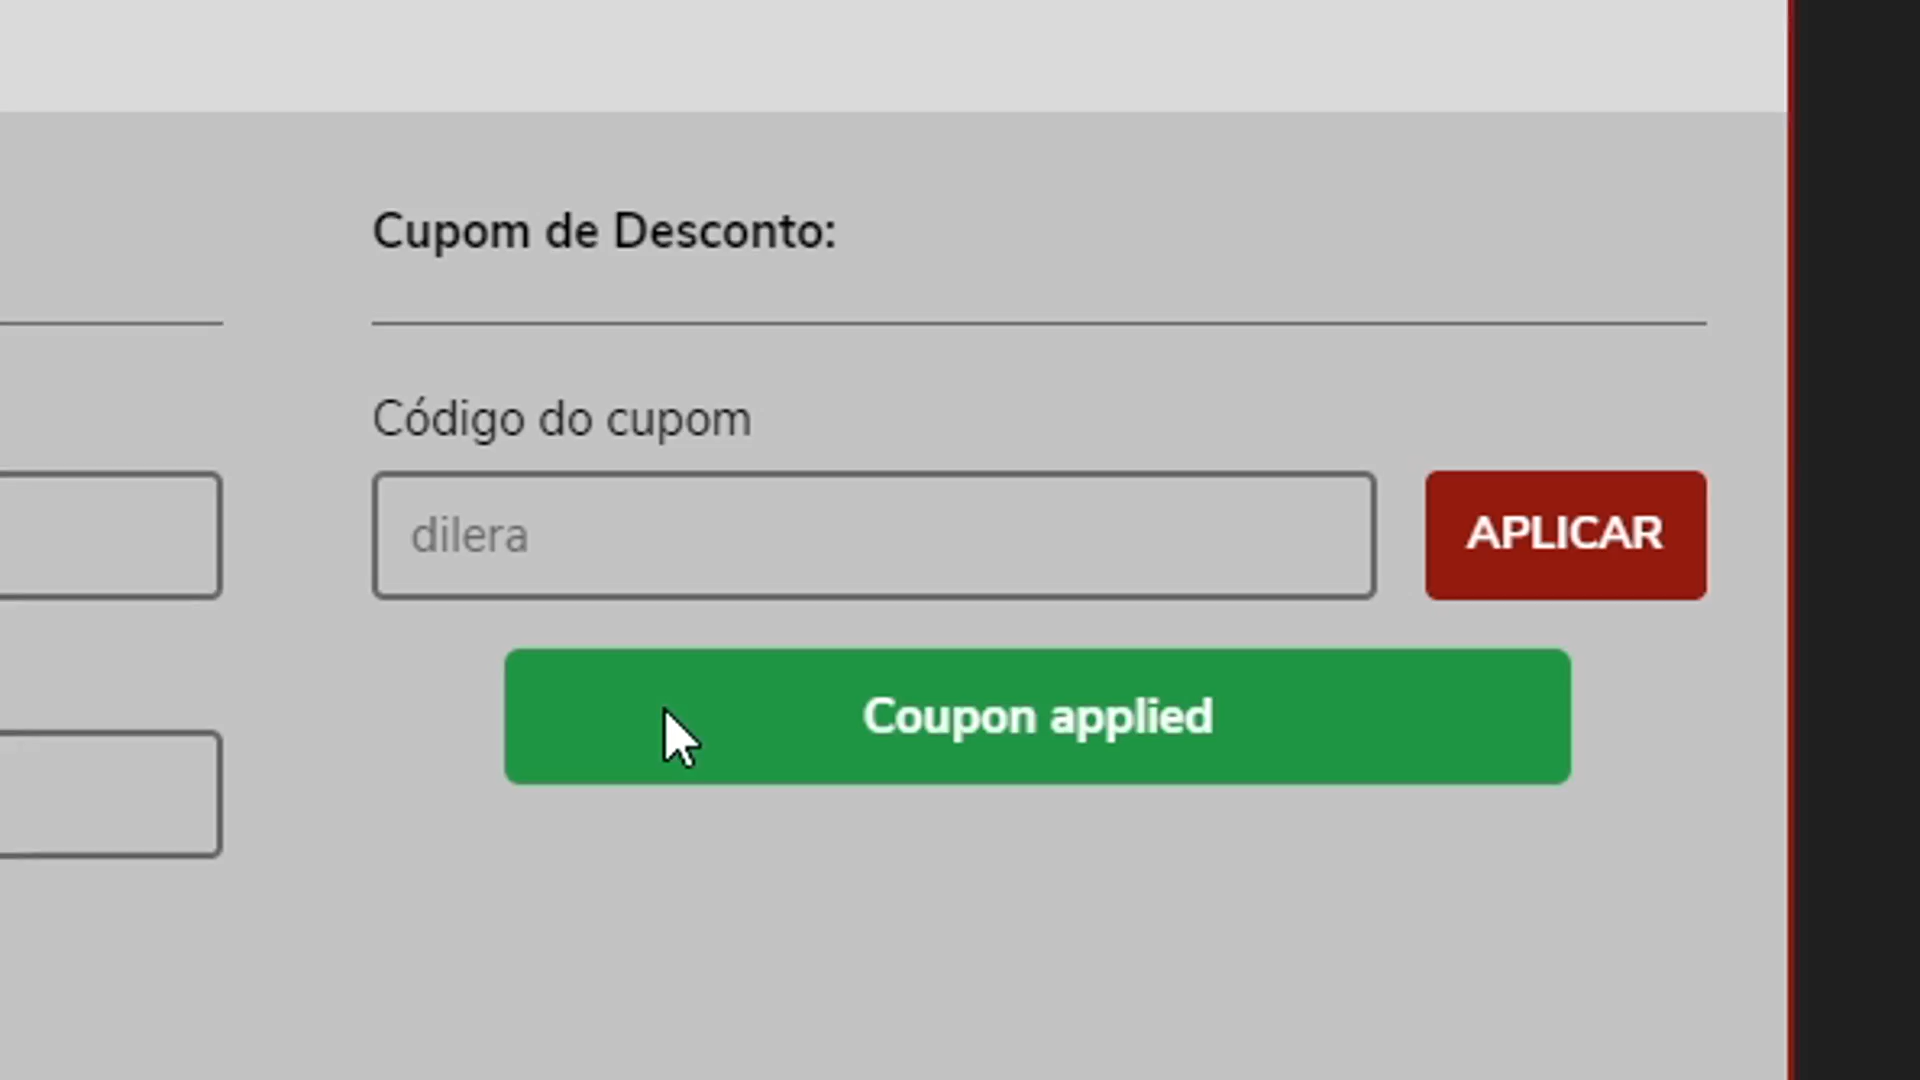 Cupom de Desconto:
Código do cupom
dilera
APLICAR
Coupon applied